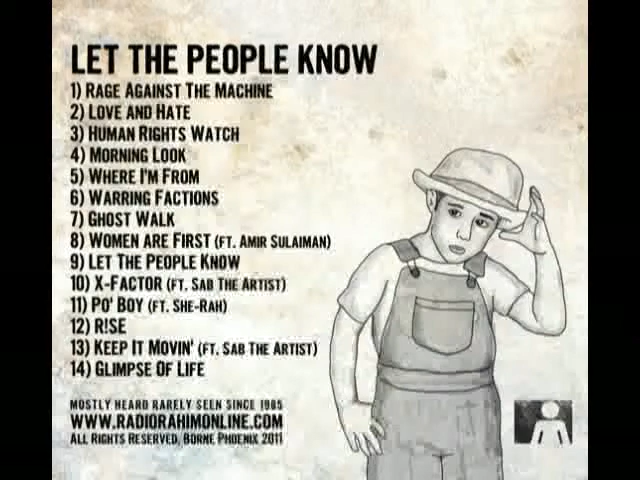 LET THE PEOPLE KNOW
1) RAGE AGAINST THE MACHINE
2) LOVE AND HATE
3) HUMAN RIGHTS WATCH
4) MORNING LOOK
5) WHERE I'M FROM
6) WARRING FACTIONS
7) GHOST WALK
8) WOMEN ARE FIRST (FT. AMIR SULAIMAN)
9) LET THE PEOPLE KNOW
10) X-FACTOR (FT. SAB THE ARTIST)
11) PO' BOY (FT. SHE-RAH)
12) R!SE
13) KEEP IT MOVIN' (FT. SAB THE ARTIST)
14) GLIMPSE OF LIFE
MOSTLY HEARD RARELY SEEN SINCE 1985
WWW.RADIORAHIMONLINE.COM
ALL RIGHTS RESERVED, BORNE PHOENIX 2011